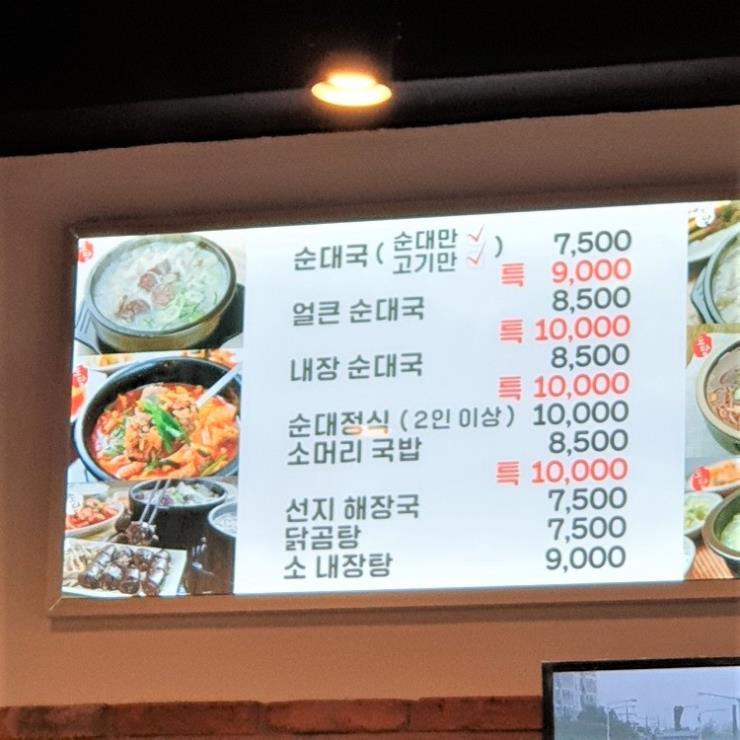 순대국 ( 순대만 ✓ 고기만 ✓ ) 7,500
특 9,000
얼큰 순대국 8,500
특 10,000
내장 순대국 8,500
특 10,000
순대정식 ( 2인 이상 ) 10,000
소머리 국밥 8,500
특 10,000
선지 해장국 7,500
닭곰탕 7,500
소 내장탕 9,000